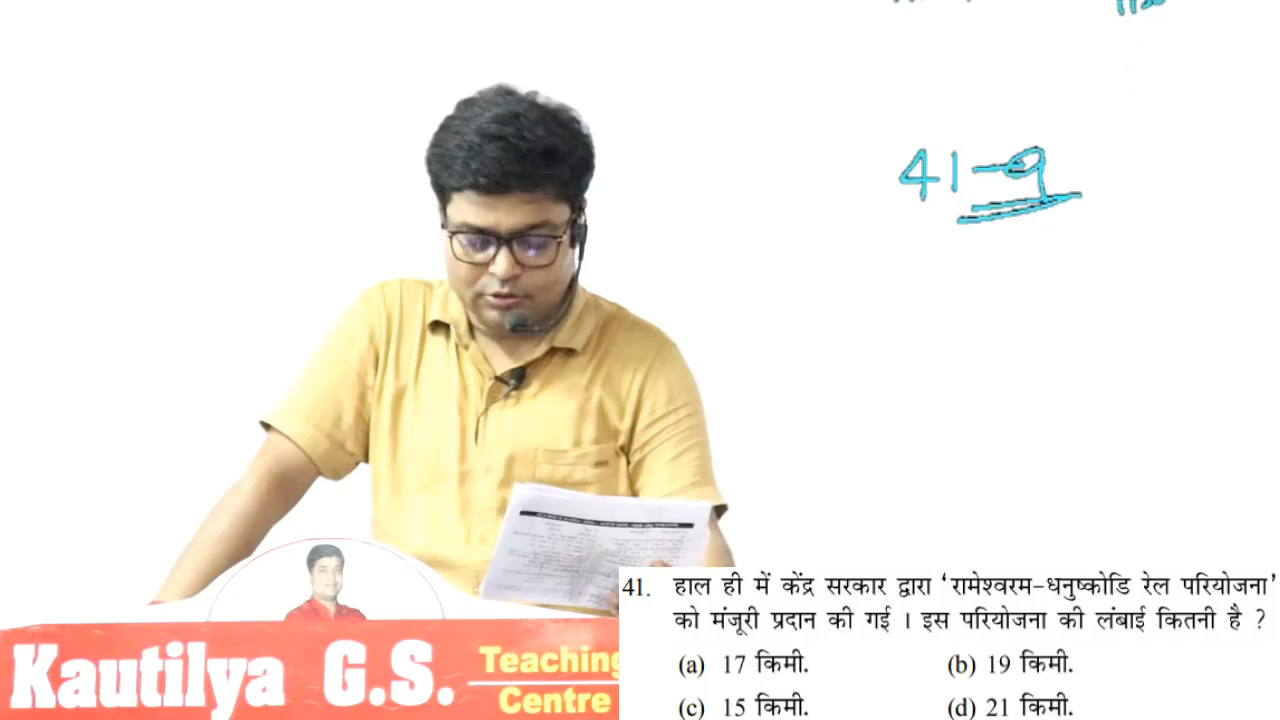 41-a
41. हाल ही में केंद्र सरकार द्वारा ‘रामेश्वरम-धनुष्कोडि रेल परियोजना’
को मंजूरी प्रदान की गई । इस परियोजना की लंबाई कितनी है ?
(a) 17 किमी. (b) 19 किमी.
(c) 15 किमी. (d) 21 किमी.
Kautilya G.S. Teaching
Centre